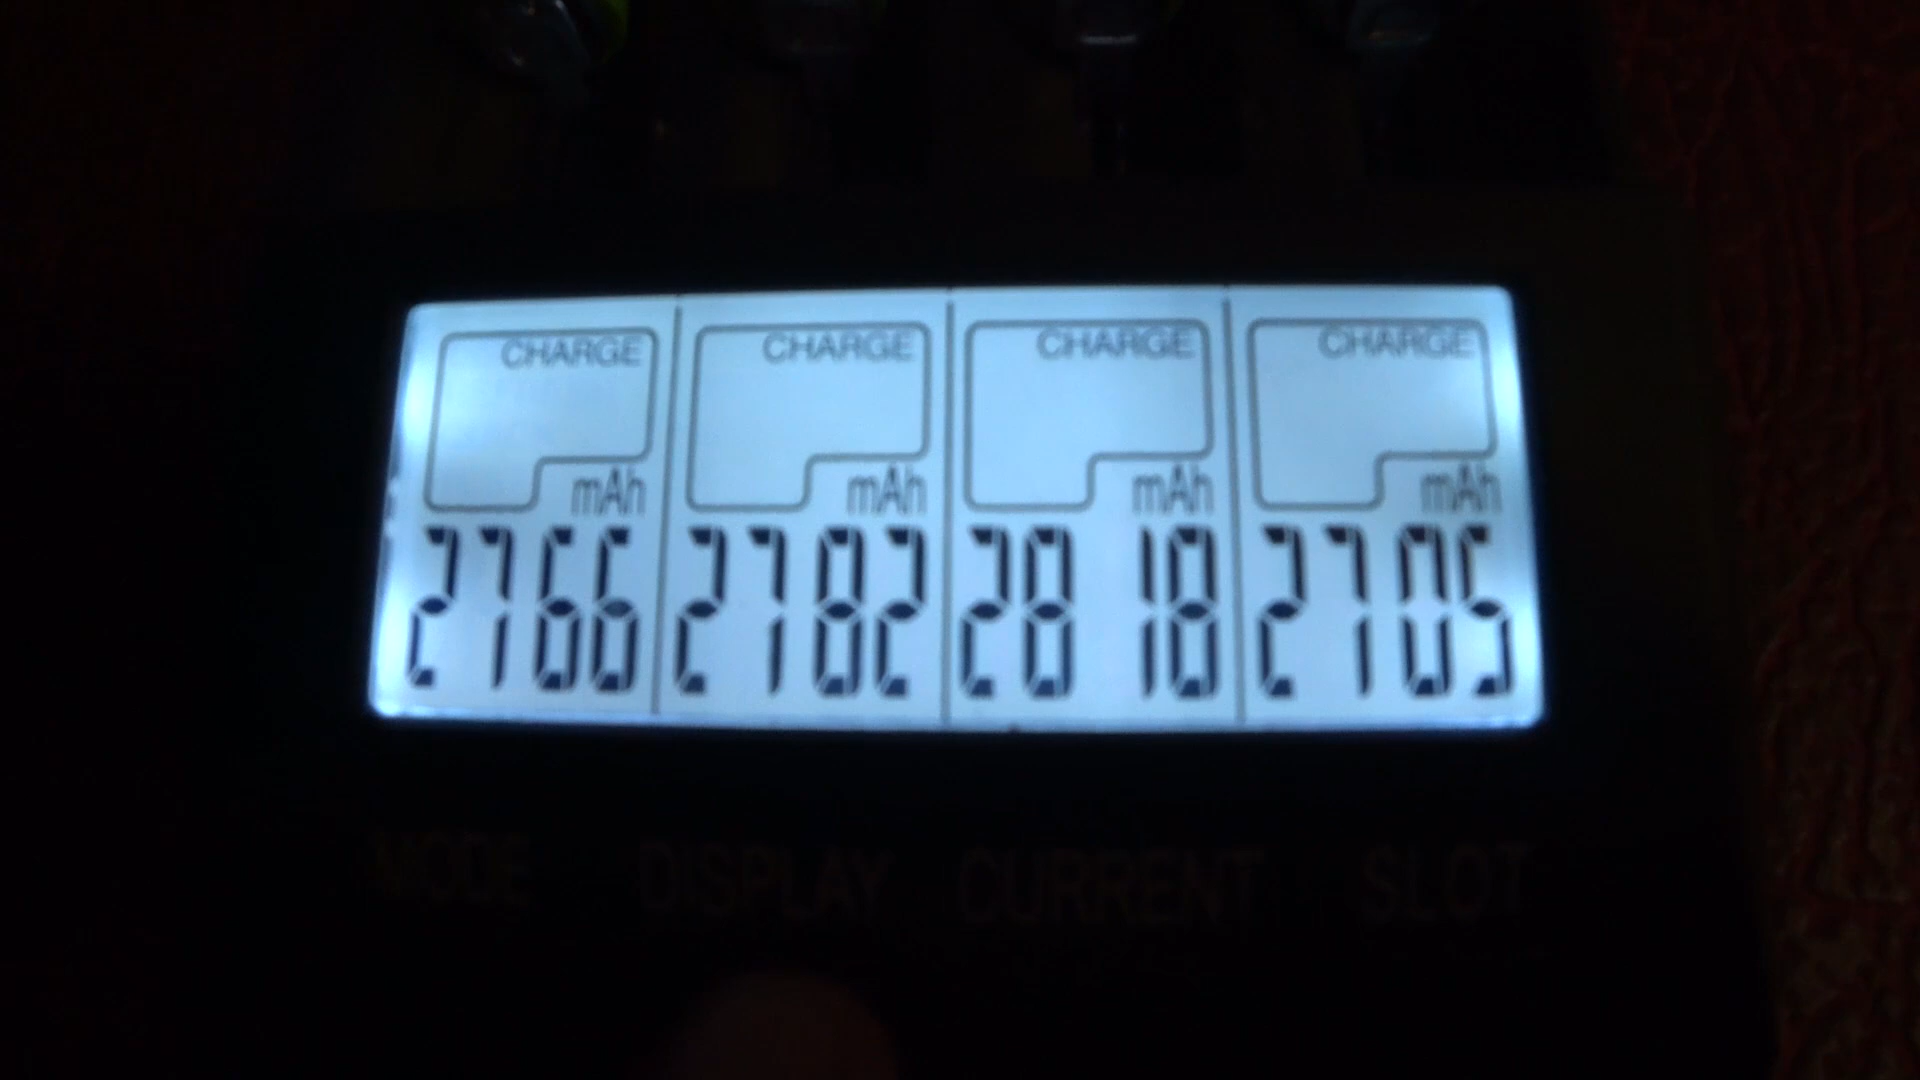 CHARGE CHARGE CHARGE CHARGE
mAh mAh mAh mAh
2766 2782 2818 2705
MODE DISPLAY CURRENT SLOT